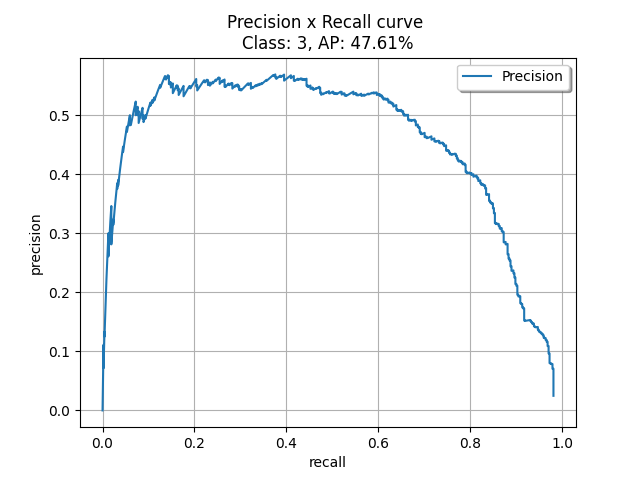 Precision x Recall curve
Class: 3, AP: 47.61%
Precision
0.5
0.4
0.3
0.2
0.1
0.0
precision
0.0 0.2 0.4 0.6 0.8 1.0
recall